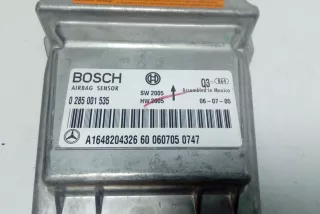 BOSCH
AIRBAG SENSOR
0 285 001 535
SW 2005
HW 2005
Q3
Assembled in Mexico
06-07-05
A1648204326 60 060705 0747